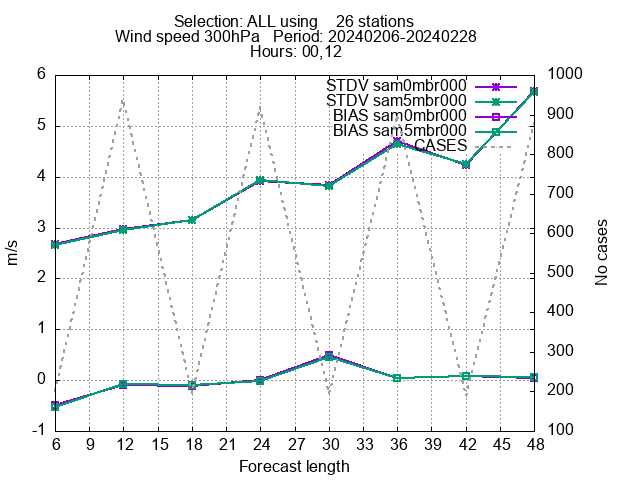 Selection: ALL using    26 stations
Wind speed 300hPa   Period: 20240206-20240228
Hours: 00,12
STDV sam0mbr000
STDV sam5mbr000
BIAS sam0mbr000
BIAS sam5mbr000
CASES
6
5
4
3
2
1
0
-1
m/s
1000
900
800
700
600
500
400
300
200
100
No cases
6 9 12 15 18 21 24 27 30 33 36 39 42 45 48
Forecast length